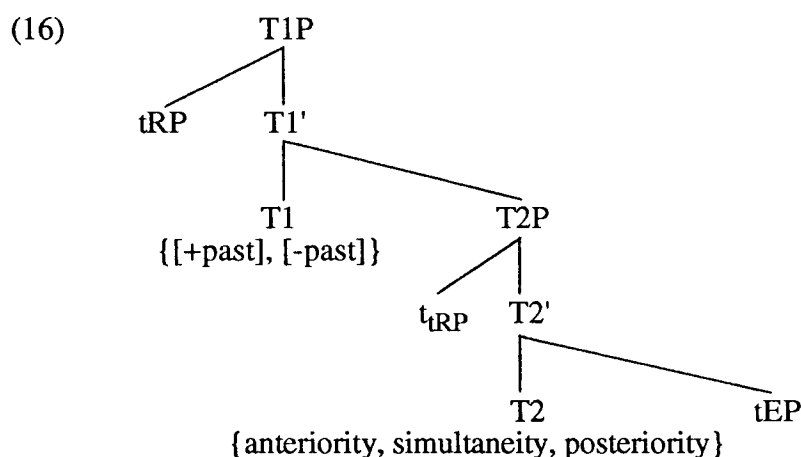 (16) T1P
tRP T1'
T1 T2P
{[+past], [-past]}
ttRP T2'
T2 tEP
{anteriority, simultaneity, posteriority}